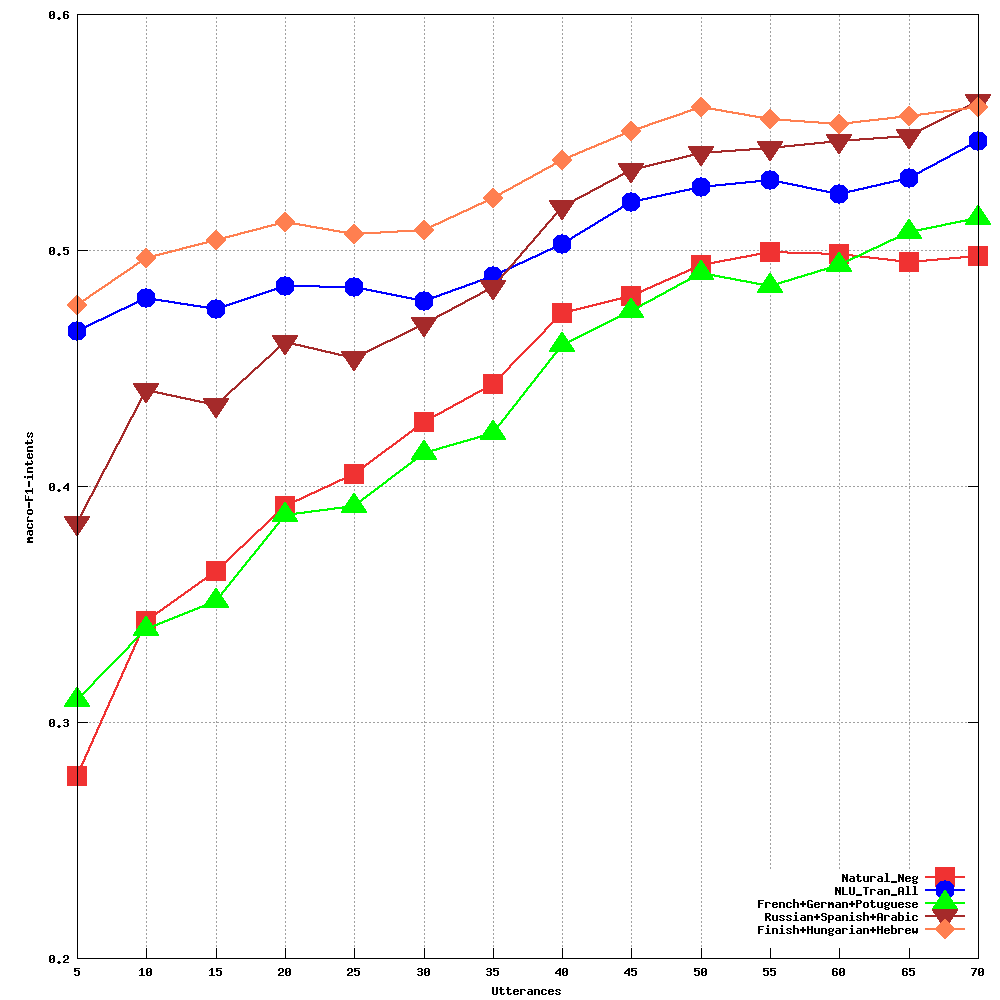 0.6
0.5
0.4
0.3
0.2
macro-F1-intents
Natural_Neg
NLU_Tran_All
French+German+Potuguese
Russian+Spanish+Arabic
Finish+Hungarian+Hebrew
5 10 15 20 25 30 35 40 45 50 55 60 65 70
Utterances